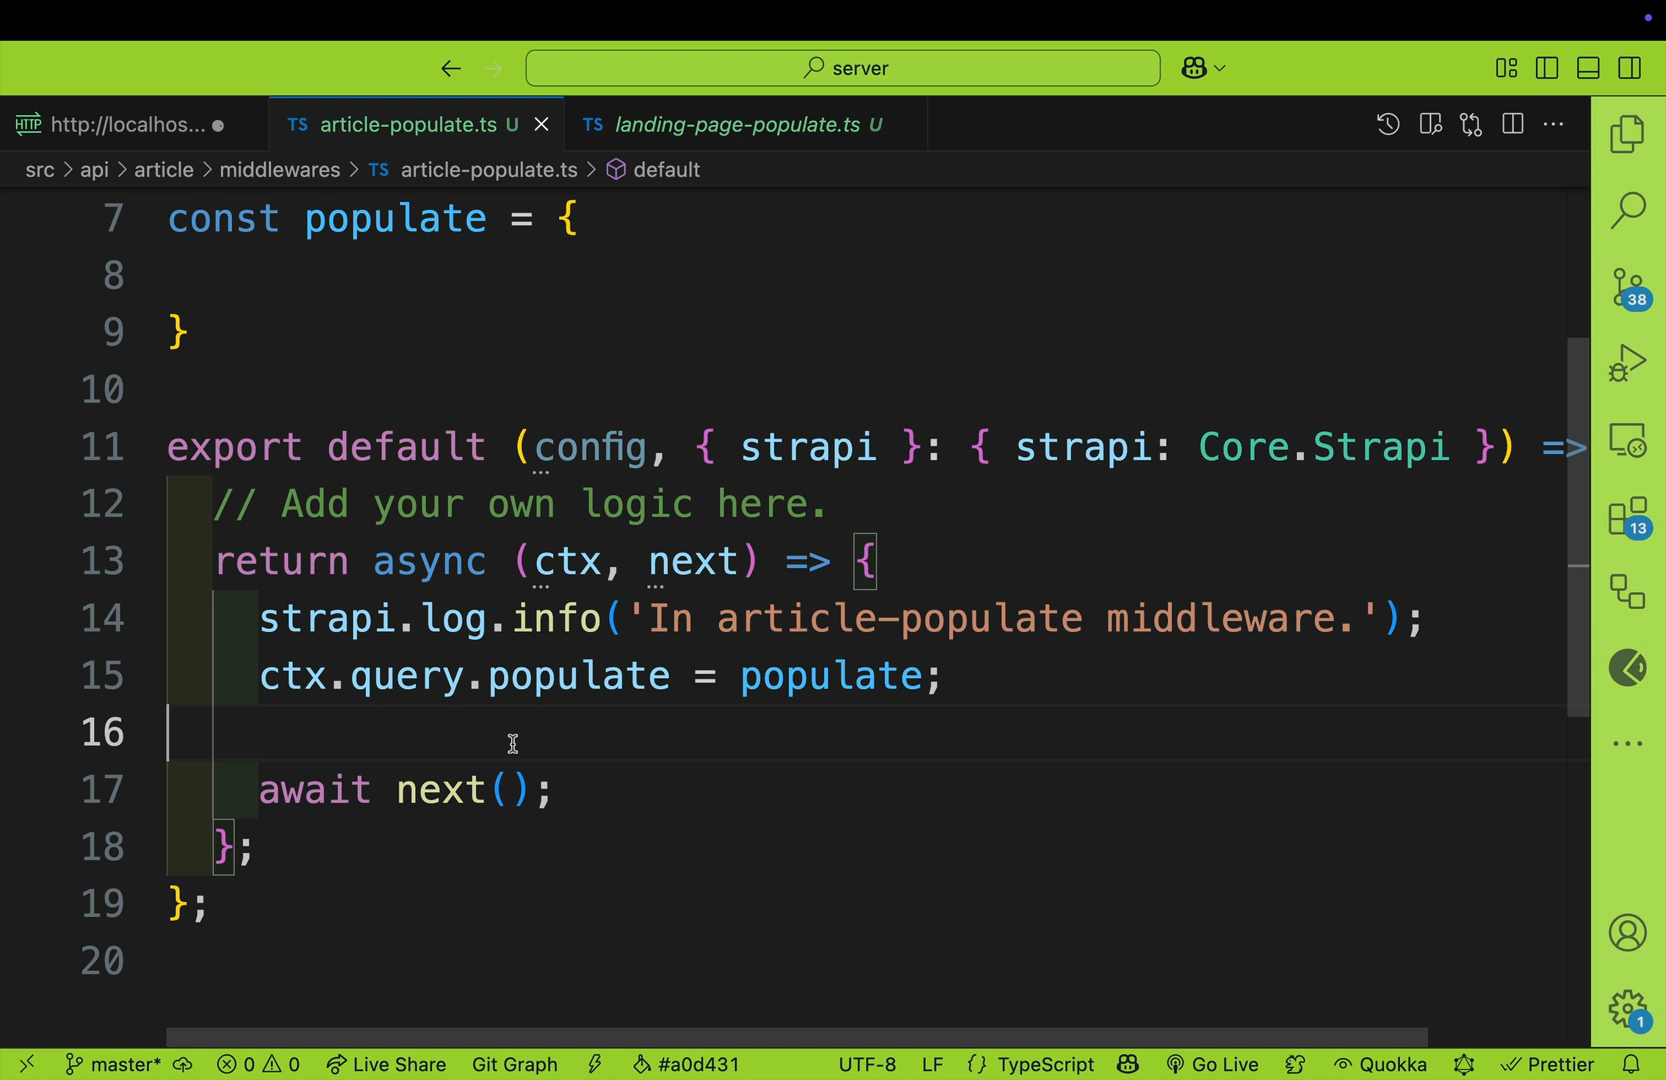 server
http://localhos...
TS article-populate.ts U
TS landing-page-populate.ts U
src > api > article > middlewares > TS article-populate.ts > default
7 const populate = {
8
9 }
10
11 export default (config, { strapi }: { strapi: Core.Strapi }) =>
12 // Add your own logic here.
13 return async (ctx, next) => {
14 strapi.log.info('In article-populate middleware.');
15 ctx.query.populate = populate;
16
17 await next();
18 };
19 };
20
38
13
1
master* 0 0 Live Share Git Graph #a0d431 UTF-8 LF {} TypeScript Go Live Quokka Prettier